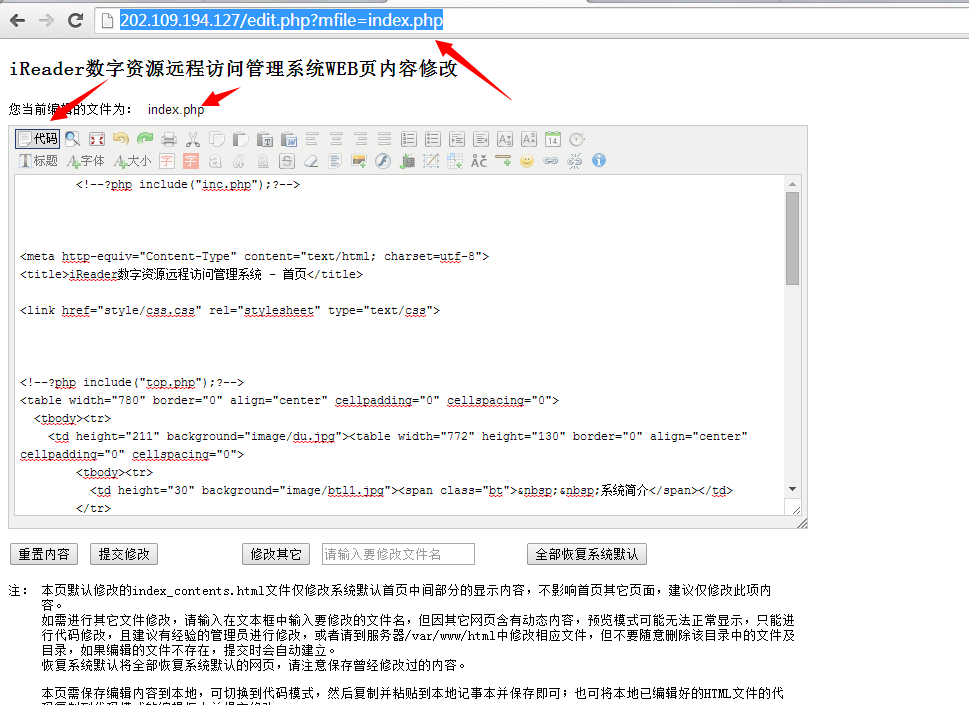 202.109.194.127/edit.php?mfile=index.php
iReader数字资源远程访问管理系统WEB页内容修改
您当前编辑的文件为： index.php
代码
标题 字体 大小
<!--?php include("inc.php");?-->
<meta http-equiv="Content-Type" content="text/html; charset=utf-8">
<title>iReader数字资源远程访问管理系统 - 首页</title>
<link href="style/css.css" rel="stylesheet" type="text/css">
<!--?php include("top.php");?-->
<table width="780" border="0" align="center" cellpadding="0" cellspacing="0">
<tbody><tr>
<td height="211" background="image/du.jpg"><table width="772" height="130" border="0" align="center"
cellpadding="0" cellspacing="0">
<tbody><tr>
<td height="30" background="image/bt11.jpg"><span class="bt">&nbsp;&nbsp;系统简介</span></td>
</tr>
重置内容 提交修改 修改其它 请输入要修改文件名 全部恢复系统默认
注： 本页默认修改的index_contents.html文件仅修改系统默认首页中间部分的显示内容，不影响首页其它页面，建议仅修改此项内
容。
如需进行其它文件修改，请输入在文本框中输入要修改的文件名，但因其它网页含有动态内容，预览模式可能无法正常显示，只能进
行代码修改，且建议有经验的管理员进行修改，或者请到服务器/var/www/html中修改相应文件，但不要随意删除该目录中的文件及
目录，如果编辑的文件不存在，提交时会自动建立。
恢复系统默认将全部恢复系统默认的网页，请注意保存曾经修改过的内容。
本页需保存编辑内容到本地，可切换到代码模式，然后复制并粘贴到本地记事本并保存即可；也可将本地已编辑好的HTML文件的代